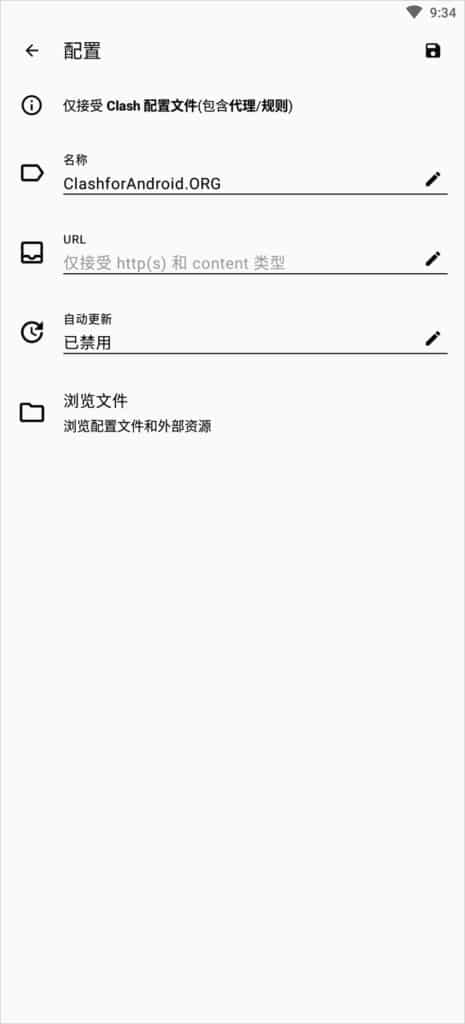 9:34
配置
仅接受 Clash 配置文件(包含代理/规则)
名称
ClashforAndroid.ORG
URL
仅接受 http(s) 和 content 类型
自动更新
已禁用
浏览文件
浏览配置文件和外部资源